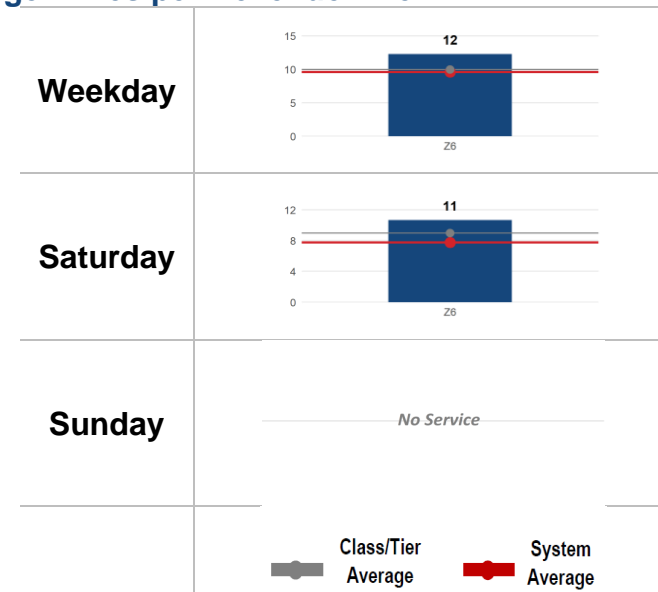 Weekday
15
12
10
5
0
Z6
Saturday
12
11
8
4
0
Z6
Sunday
No Service
Class/Tier
Average
System
Average